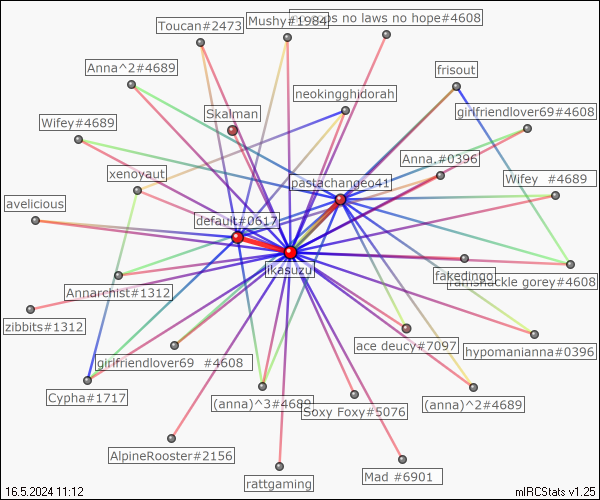 Toucan#2473
Mushy#1984
no laws no hope#4608
Anna^2#4689
frisout
neokingghidorah
Skalman
girlfriendlover69#4608
Wifey#4689
Anna,#0396
xenoyaut
pastachangeo41
Wifey  #4689
avelicious
default#0617
ikasuzu
fakedingo
gorey#4608
Annarchist#1312
zibbits#1312
ace deucy#7097
hypomanianna#0396
girlfriendlover69  #4608
Cypha#1717
(anna)^3#4689
Soxy Foxy#5076
(anna)^2#4689
AlpineRooster#2156
rattgaming
Mad #6901
16.5.2024 11:12
mIRCStats v1.25